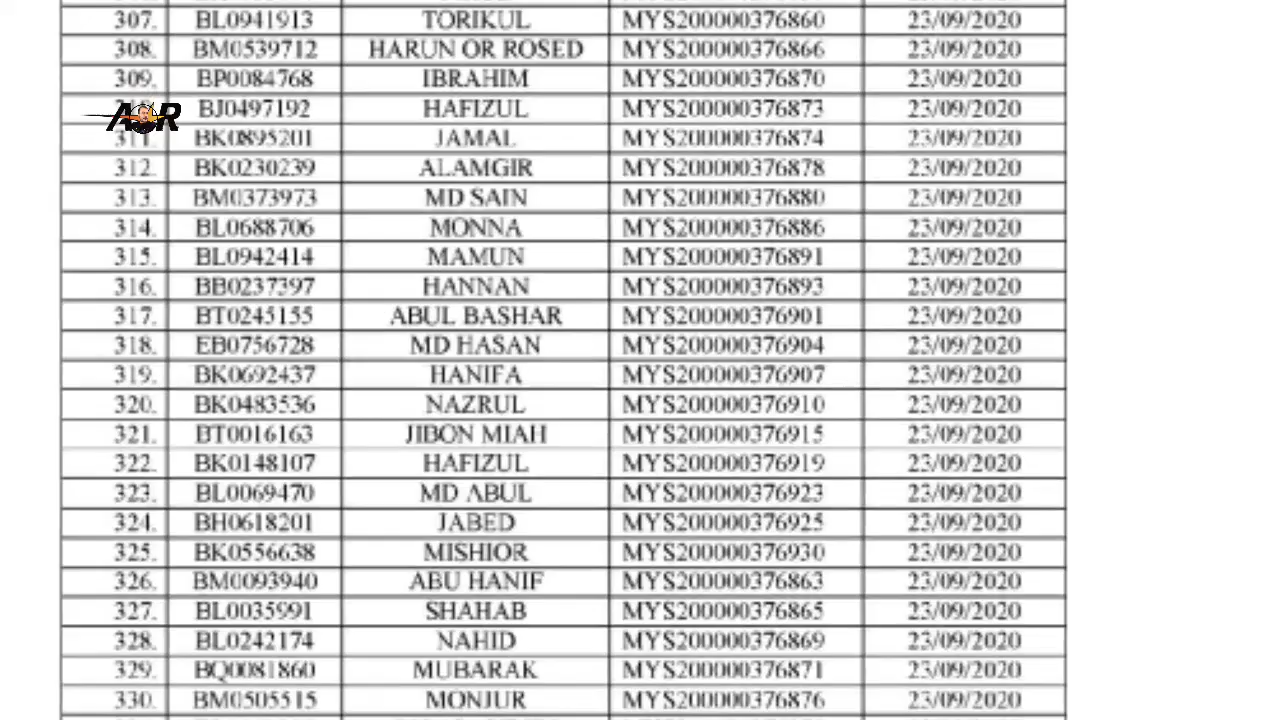 307. BL0941913 TORIKUL MYS200000376860 23/09/2020
308. BM0539712 HARUN OR ROSED MYS200000376866 23/09/2020
309. BP0084768 IBRAHIM MYS200000376870 23/09/2020
AOR BJ0497192 HAFIZUL MYS200000376873 23/09/2020
311. BK0895201 JAMAL MYS200000376874 23/09/2020
312. BK0230239 ALAMGIR MYS200000376878 23/09/2020
313. BM0373973 MD SAIN MYS200000376880 23/09/2020
314. BL0688706 MONNA MYS200000376886 23/09/2020
315. BL0942414 MAMUN MYS200000376891 23/09/2020
316. BB0237397 HANNAN MYS200000376893 23/09/2020
317. BT0245155 ABUL BASHAR MYS200000376901 23/09/2020
318. EB0756728 MD HASAN MYS200000376904 23/09/2020
319. BK0692437 HANIFA MYS200000376907 23/09/2020
320. BK0483536 NAZRUL MYS200000376910 23/09/2020
321. BT0016163 JIBON MIAH MYS200000376915 23/09/2020
322. BK0148107 HAFIZUL MYS200000376919 23/09/2020
323. BL0069470 MD ABUL MYS200000376923 23/09/2020
324. BH0618201 JABED MYS200000376925 23/09/2020
325. BK0556638 MISHIOR MYS200000376930 23/09/2020
326. BM0093940 ABU HANIF MYS200000376863 23/09/2020
327. BL0035991 SHAHAB MYS200000376865 23/09/2020
328. BL0242174 NAHID MYS200000376869 23/09/2020
329. BQ0081860 MUBARAK MYS200000376871 23/09/2020
330. BM0505515 MONJUR MYS200000376876 23/09/2020